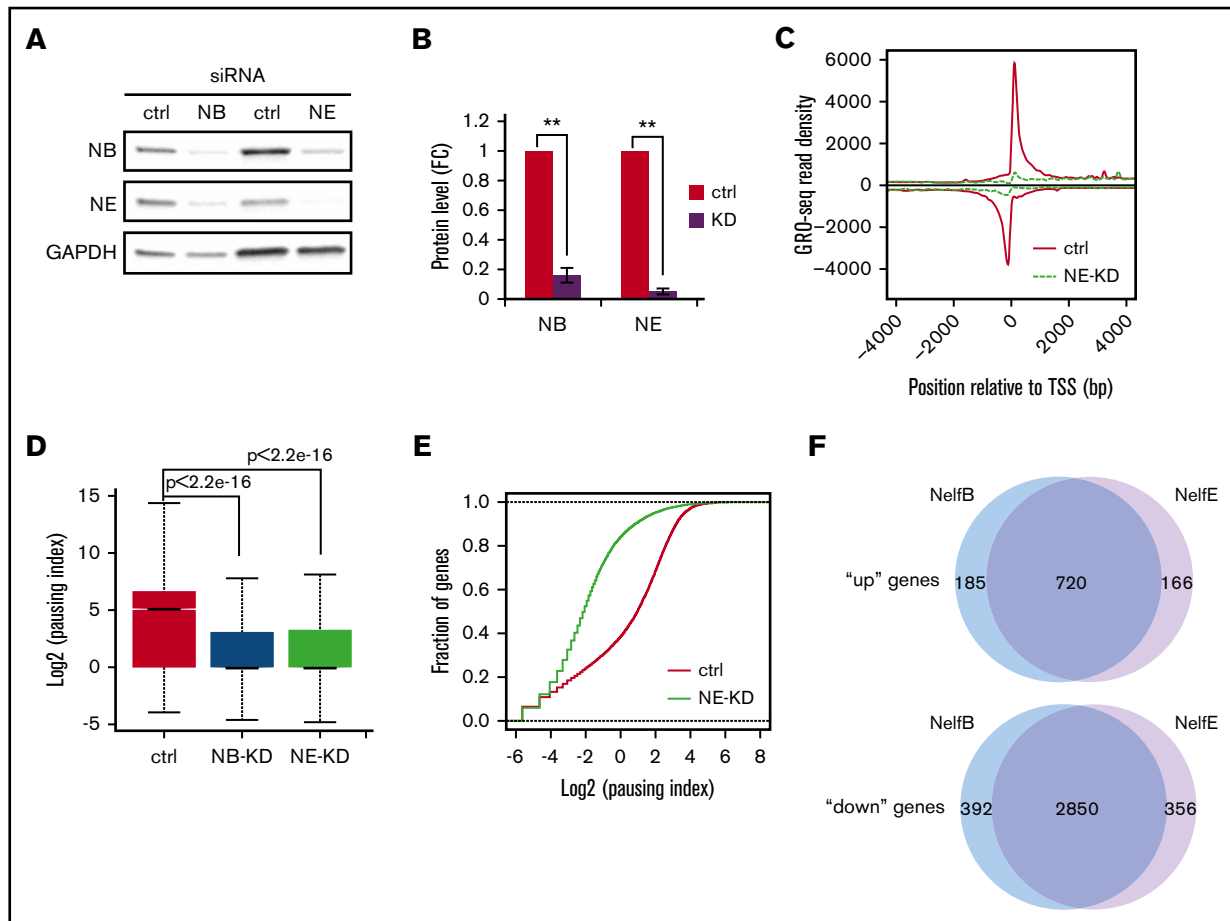 A
siRNA
ctrl NB ctrl NE
NB
NE
GAPDH
B
Protein level (FC)
1.2
1
0.8
0.6
0.4
0.2
0
** **
ctrl
KD
NB NE
C
GRO-seq read density
6000
4000
2000
0
−2000
−4000
ctrl
NE-KD
−4000 −2000 0 2000 4000
Position relative to TSS (bp)
D
p<2.2e-16
p<2.2e-16
Log2 (pausing index)
15
10
5
0
-5
ctrl NB-KD NE-KD
E
Fraction of genes
1.0
0.8
0.6
0.4
0.2
0.0
ctrl
NE-KD
-6 -4 -2 0 2 4 6 8
Log2 (pausing index)
F
NelfB NelfE
"up" genes 185 720 166
NelfB NelfE
"down" genes 392 2850 356